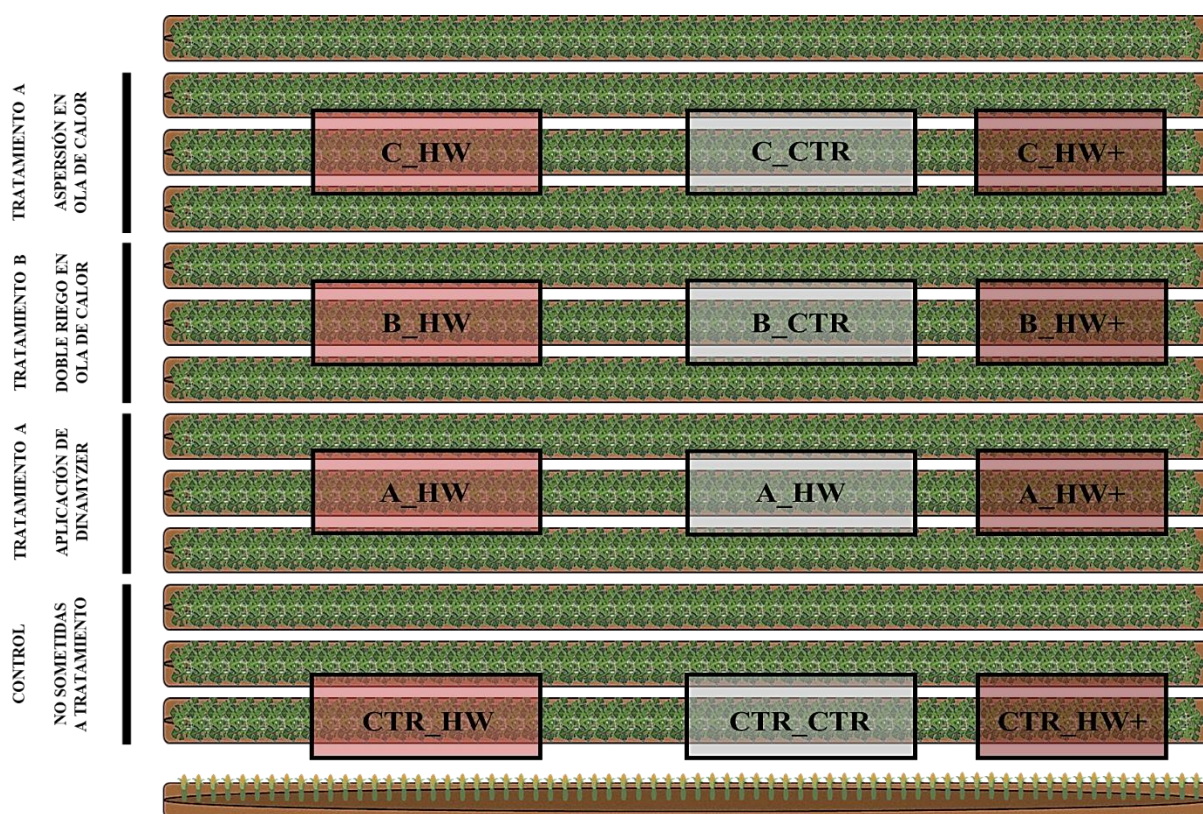 TRATAMIENTO A
ASPERSIÓN EN
OLA DE CALOR
C_HW
C_CTR
C_HW+
TRATAMIENTO B
DOBLE RIEGO EN
OLA DE CALOR
B_HW
B_CTR
B_HW+
TRATAMIENTO A
APLICACIÓN DE
DINAMYZER
A_HW
A_HW
A_HW+
CONTROL
NO SOMETIDAS
A TRATAMIENTO
CTR_HW
CTR_CTR
CTR_HW+